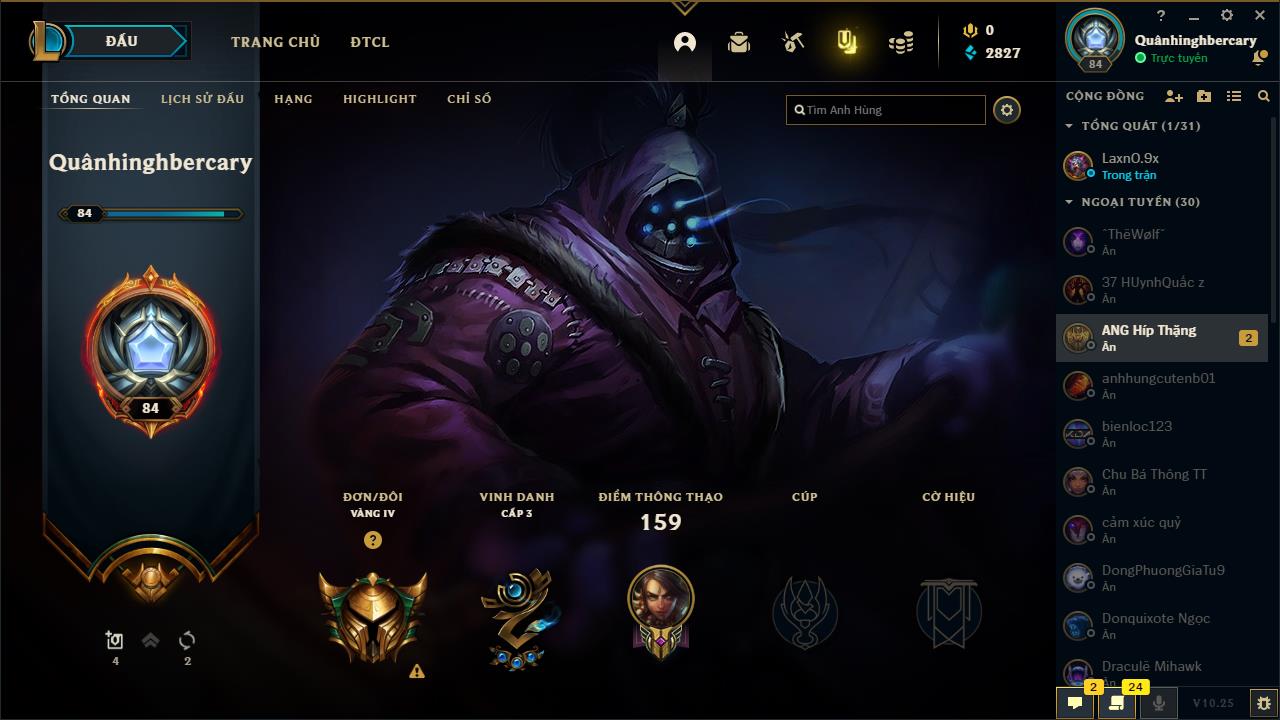 ĐẤU
TRANG CHỦ
ĐTCL
0
2827
?
Quânhinghbercary
Trực tuyến
84
TỔNG QUAN
LỊCH SỬ ĐẤU
HẠNG
HIGHLIGHT
CHỈ SỐ
Tìm Anh Hùng
Quânhinghbercary
84
84
4
2
ĐƠN/ĐÔI
VÀNG IV
?
VINH DANH
CẤP 3
ĐIỂM THÔNG THẠO
159
CÚP
CỜ HIỆU
CỘNG ĐỒNG
TỔNG QUÁT (1/31)
LaxnO.9x
Trong trận
NGOẠI TUYẾN (30)
ˆThëWølfˇ
Ẩn
37 HUynhQuắc z
Ẩn
ANG Híp Thặng
Ẩn
2
anhhungcutenb01
Ẩn
bienloc123
Ẩn
Chu Bá Thông TT
Ẩn
cảm xúc quỷ
Ẩn
DongPhuongGiaTu9
Ẩn
Donquixote Ngọc
Ẩn
Draculē Mihawk
Ẩn
2
24
V10.25